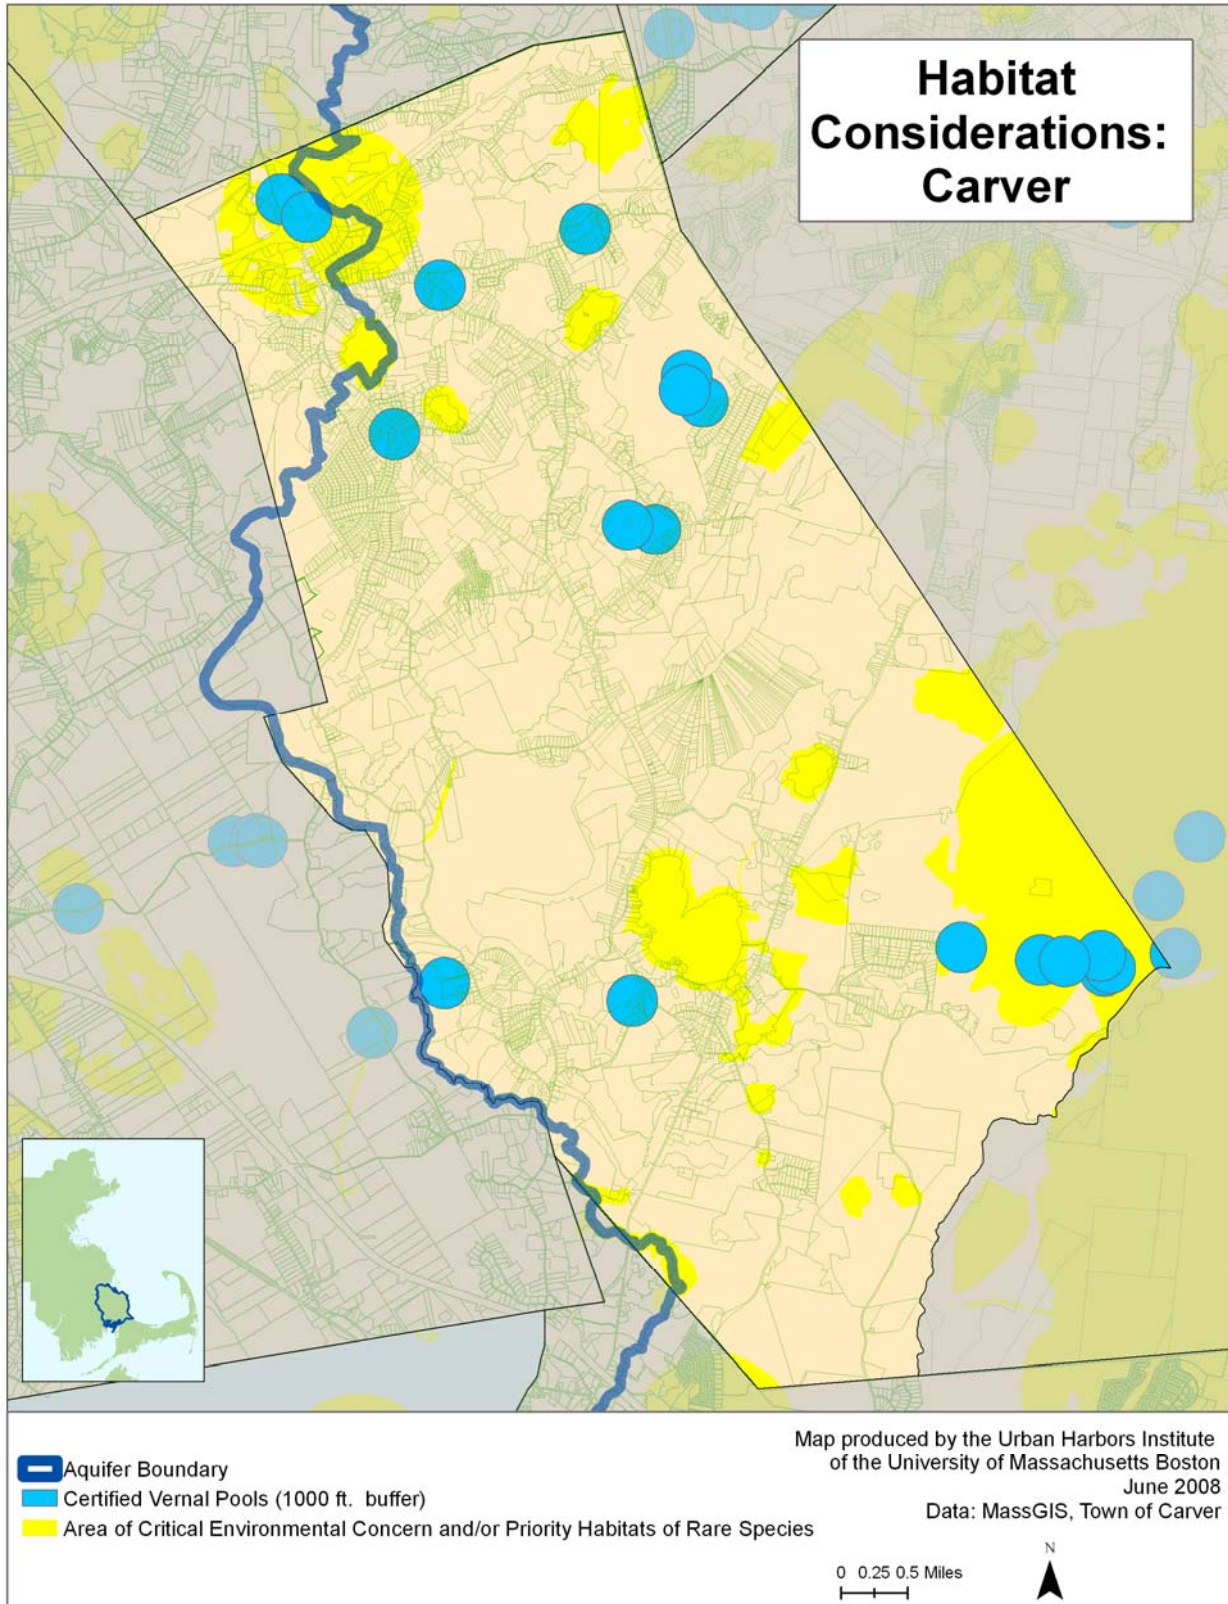 Habitat
Considerations:
Carver
Aquifer Boundary
Certified Vernal Pools (1000 ft. buffer)
Area of Critical Environmental Concern and/or Priority Habitats of Rare Species
Map produced by the Urban Harbors Institute
of the University of Massachusetts Boston
June 2008
Data: MassGIS, Town of Carver
N
0 0.25 0.5 Miles